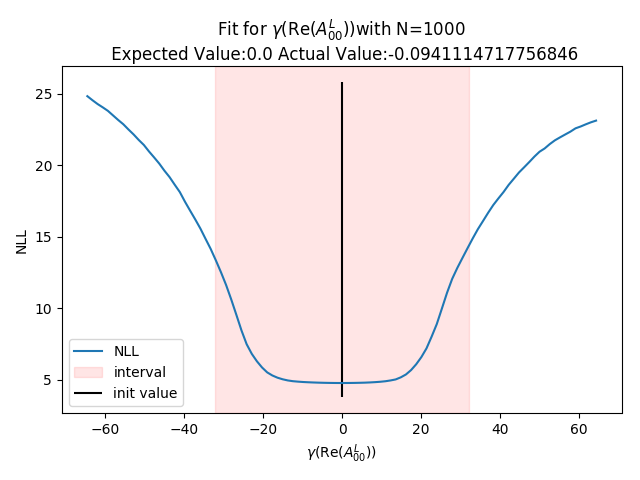 Fit for γ(Re(A^L_00))with N=1000
Expected Value:0.0 Actual Value:-0.0941114717756846
NLL
25
20
15
10
5
NLL
interval
init value
−60 −40 −20 0 20 40 60
γ(Re(A^L_00))